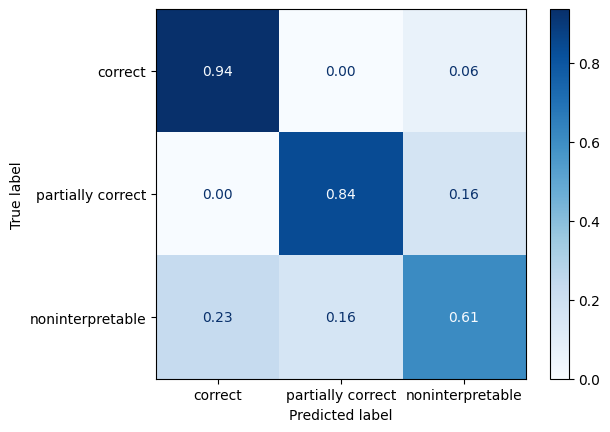 correct
0.94 0.00 0.06
partially correct
0.00 0.84 0.16
noninterpretable
0.23 0.16 0.61
correct partially correct noninterpretable
True label
Predicted label
0.8
0.6
0.4
0.2
0.0